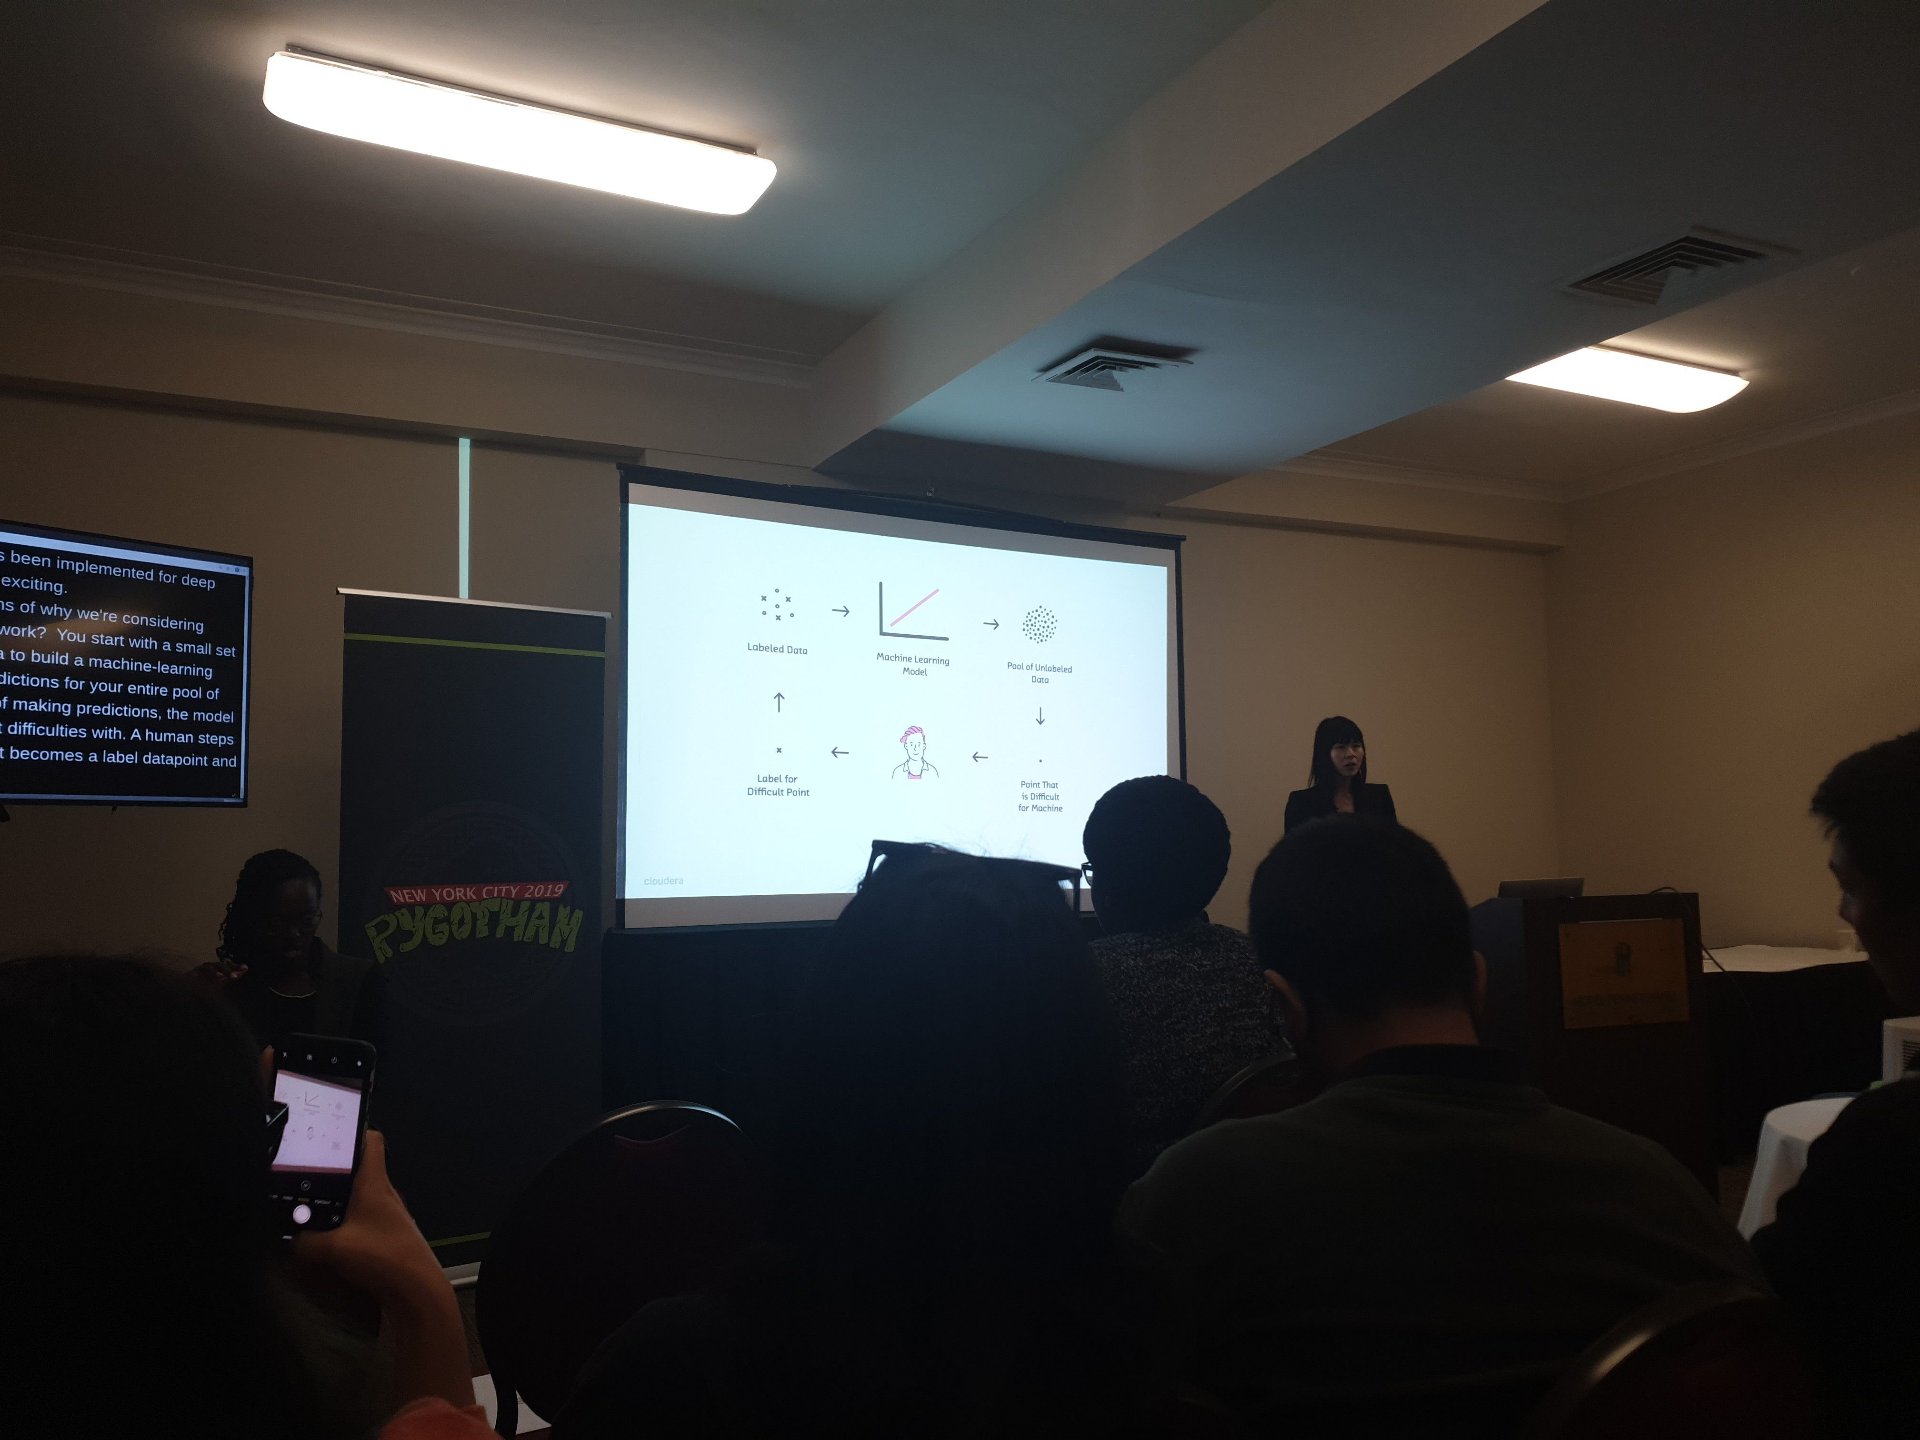 s been implemented for deep
exciting.
ns of why we're considering
work? You start with a small set
a to build a machine-learning
dictions for your entire pool of
of making predictions, the model
t difficulties with. A human steps
t becomes a label datapoint and
NEW YORK CITY 2019
PYGOTHAM
Labeled Data
Machine Learning
Model
Pool of Unlabeled
Data
Label for
Difficult Point
Point That
is Difficult
for Machine
cloudera